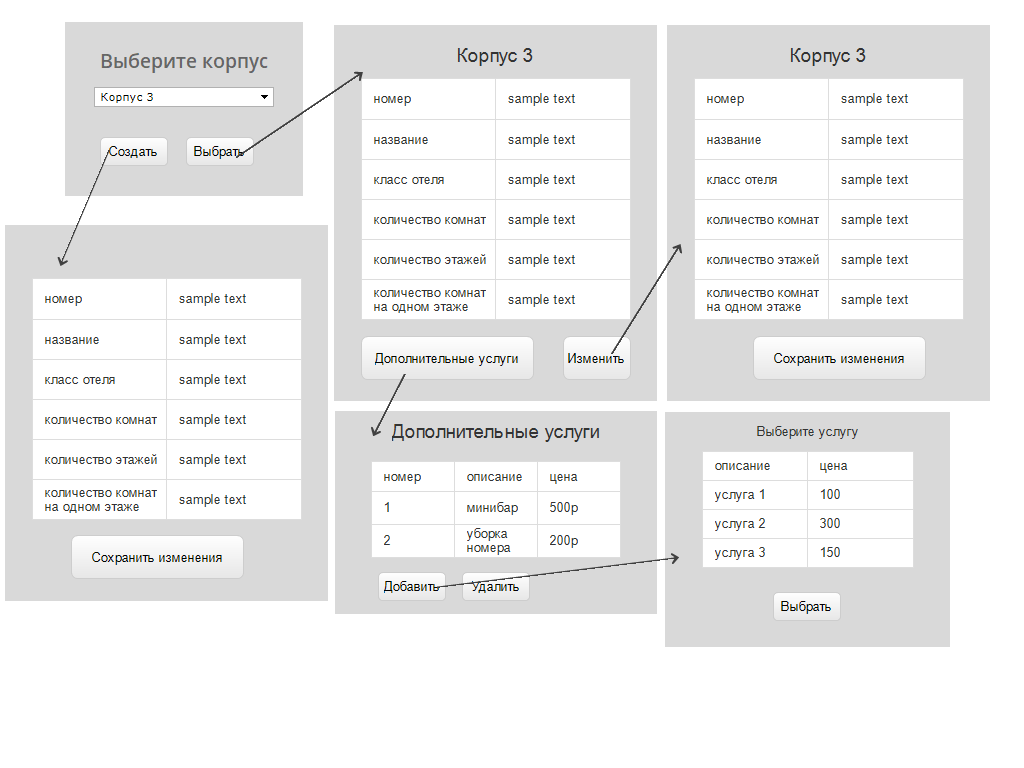 Выберите корпус
Корпус 3
Создать
Выбрать
номер
sample text
название
sample text
класс отеля
sample text
количество комнат
sample text
количество этажей
sample text
количество комнат
на одном этаже
sample text
Сохранить изменения
Корпус 3
номер
sample text
название
sample text
класс отеля
sample text
количество комнат
sample text
количество этажей
sample text
количество комнат
на одном этаже
sample text
Дополнительные услуги
Изменить
Корпус 3
номер
sample text
название
sample text
класс отеля
sample text
количество комнат
sample text
количество этажей
sample text
количество комнат
на одном этаже
sample text
Сохранить изменения
Дополнительные услуги
номер
описание
цена
1
минибар
500р
2
уборка
номера
200р
Добавить
Удалить
Выберите услугу
описание
цена
услуга 1
100
услуга 2
300
услуга 3
150
Выбрать